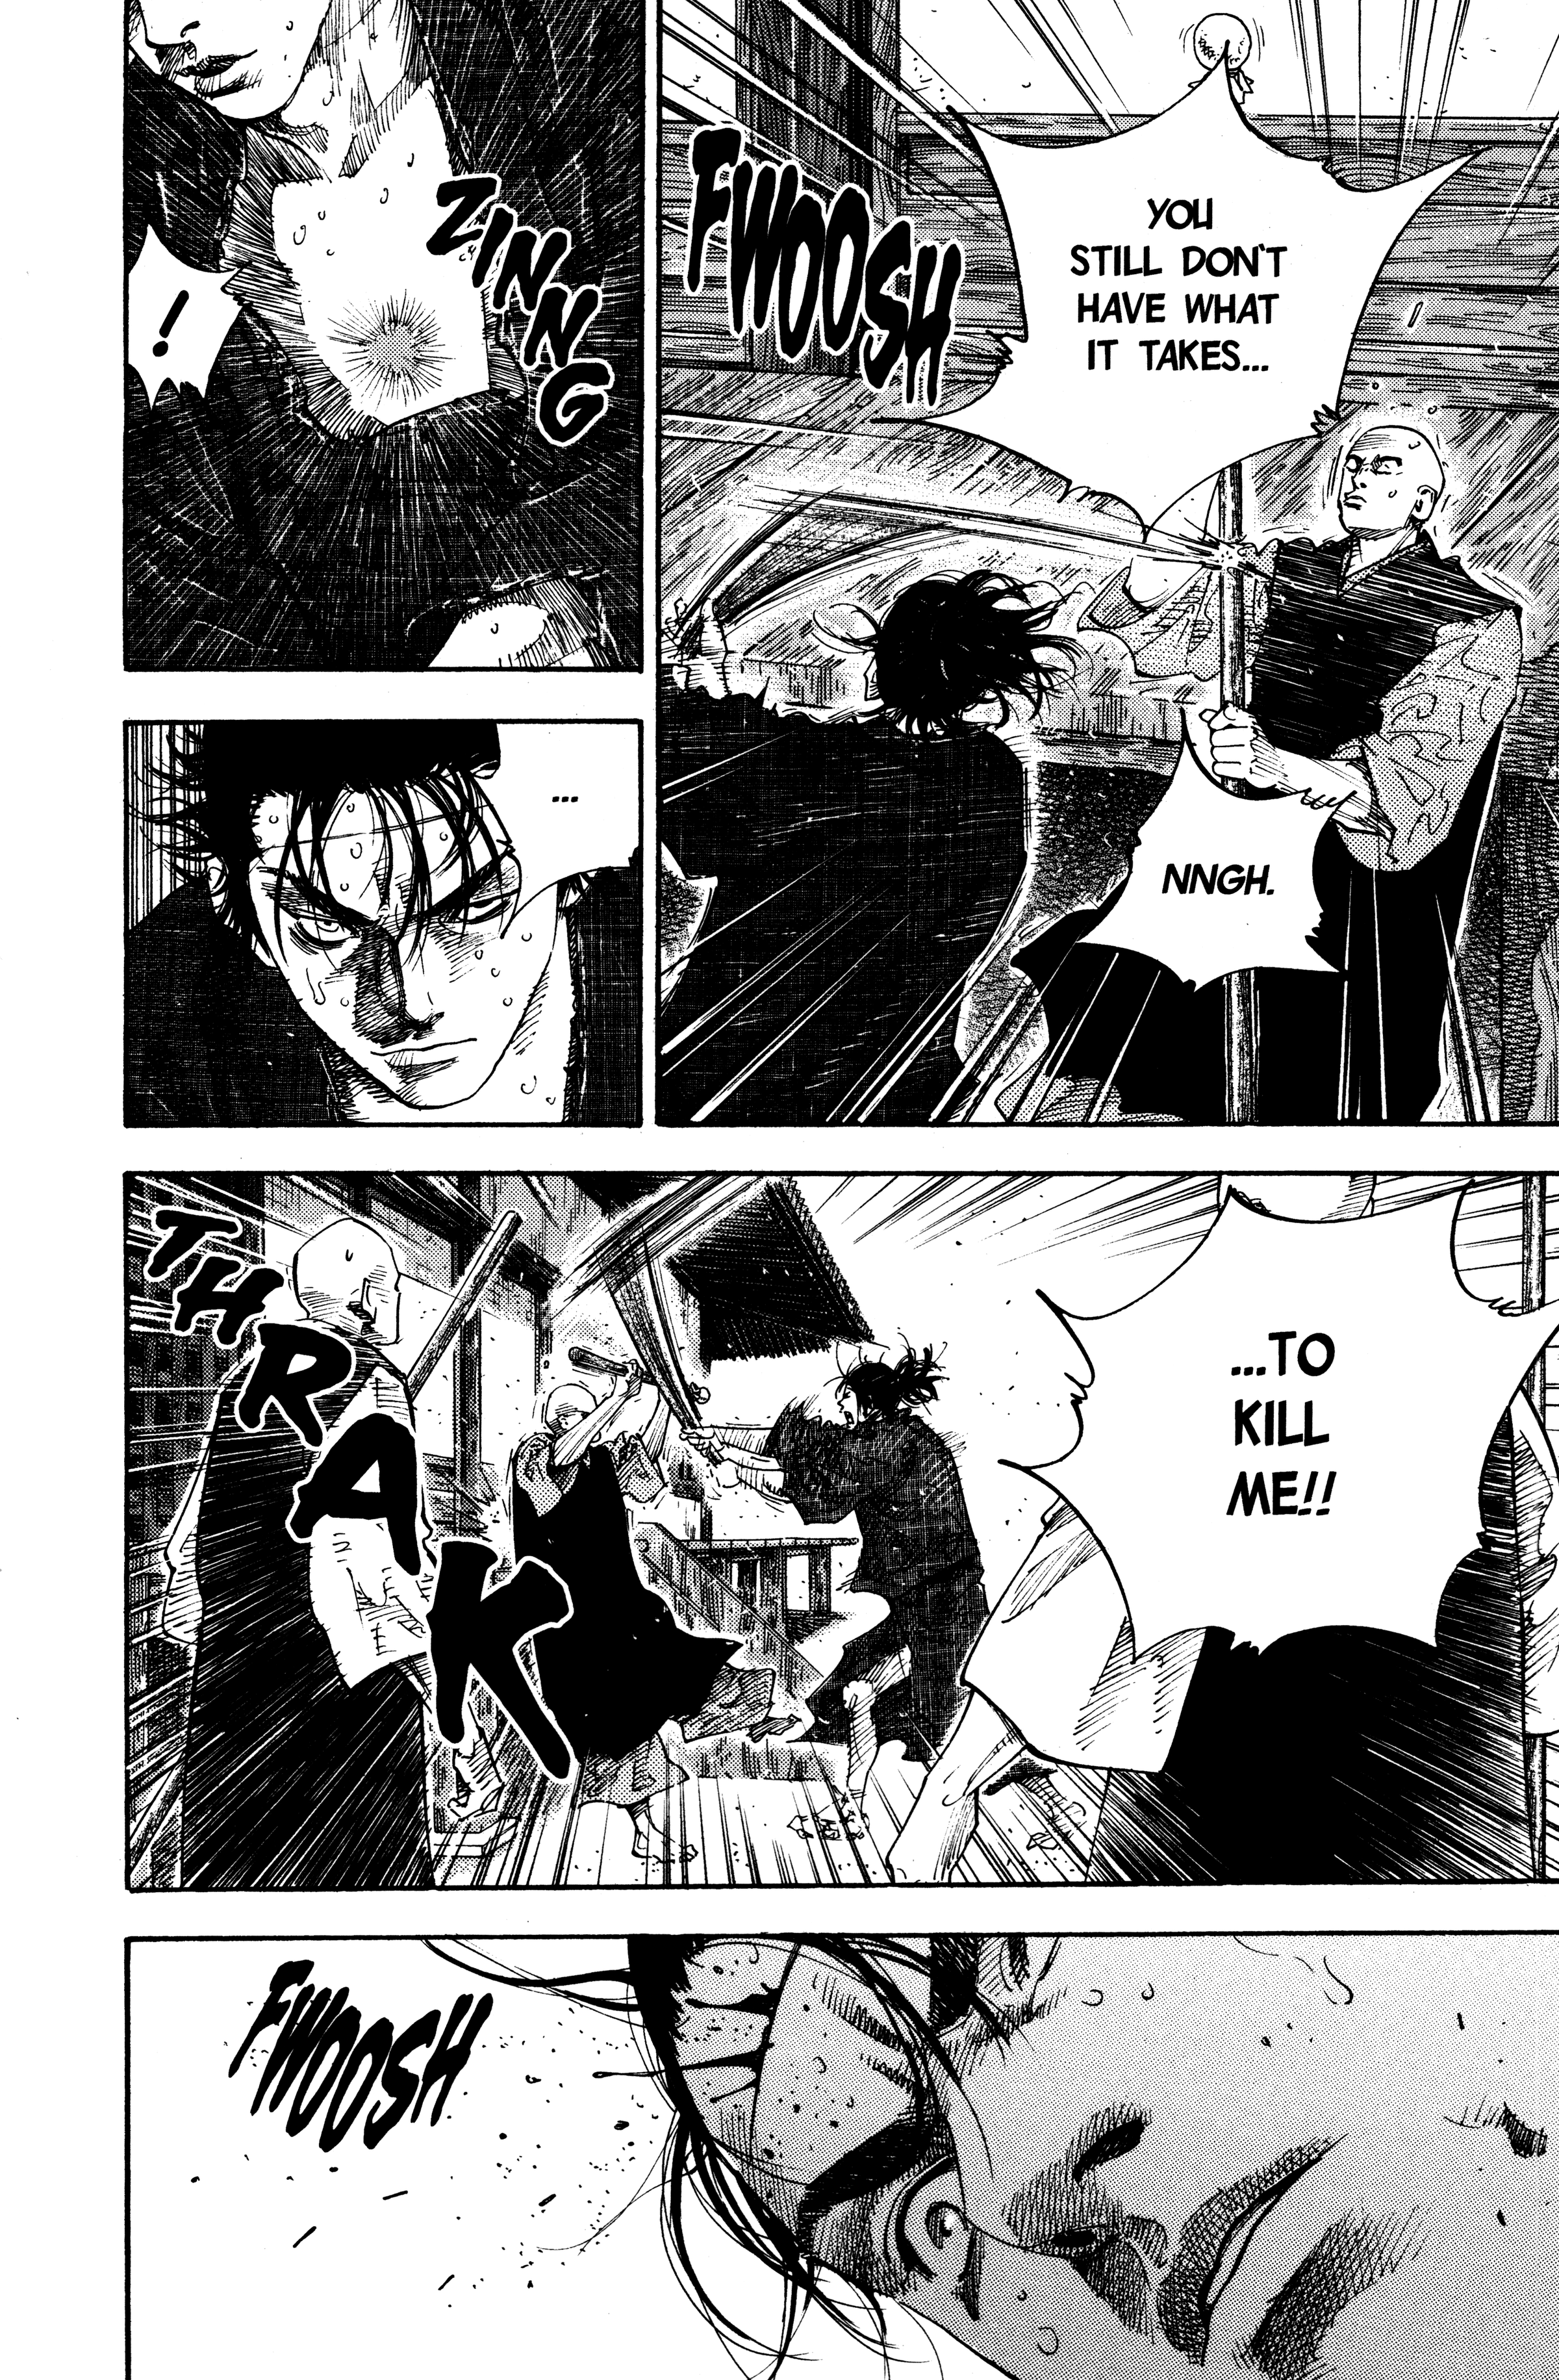 YOU
STILL DON'T
HAVE WHAT
IT TAKES...
FWOOSH
NNGH.
ZINNG
!
...
...TO
KILL
ME!!
THRAK
FWOOSH